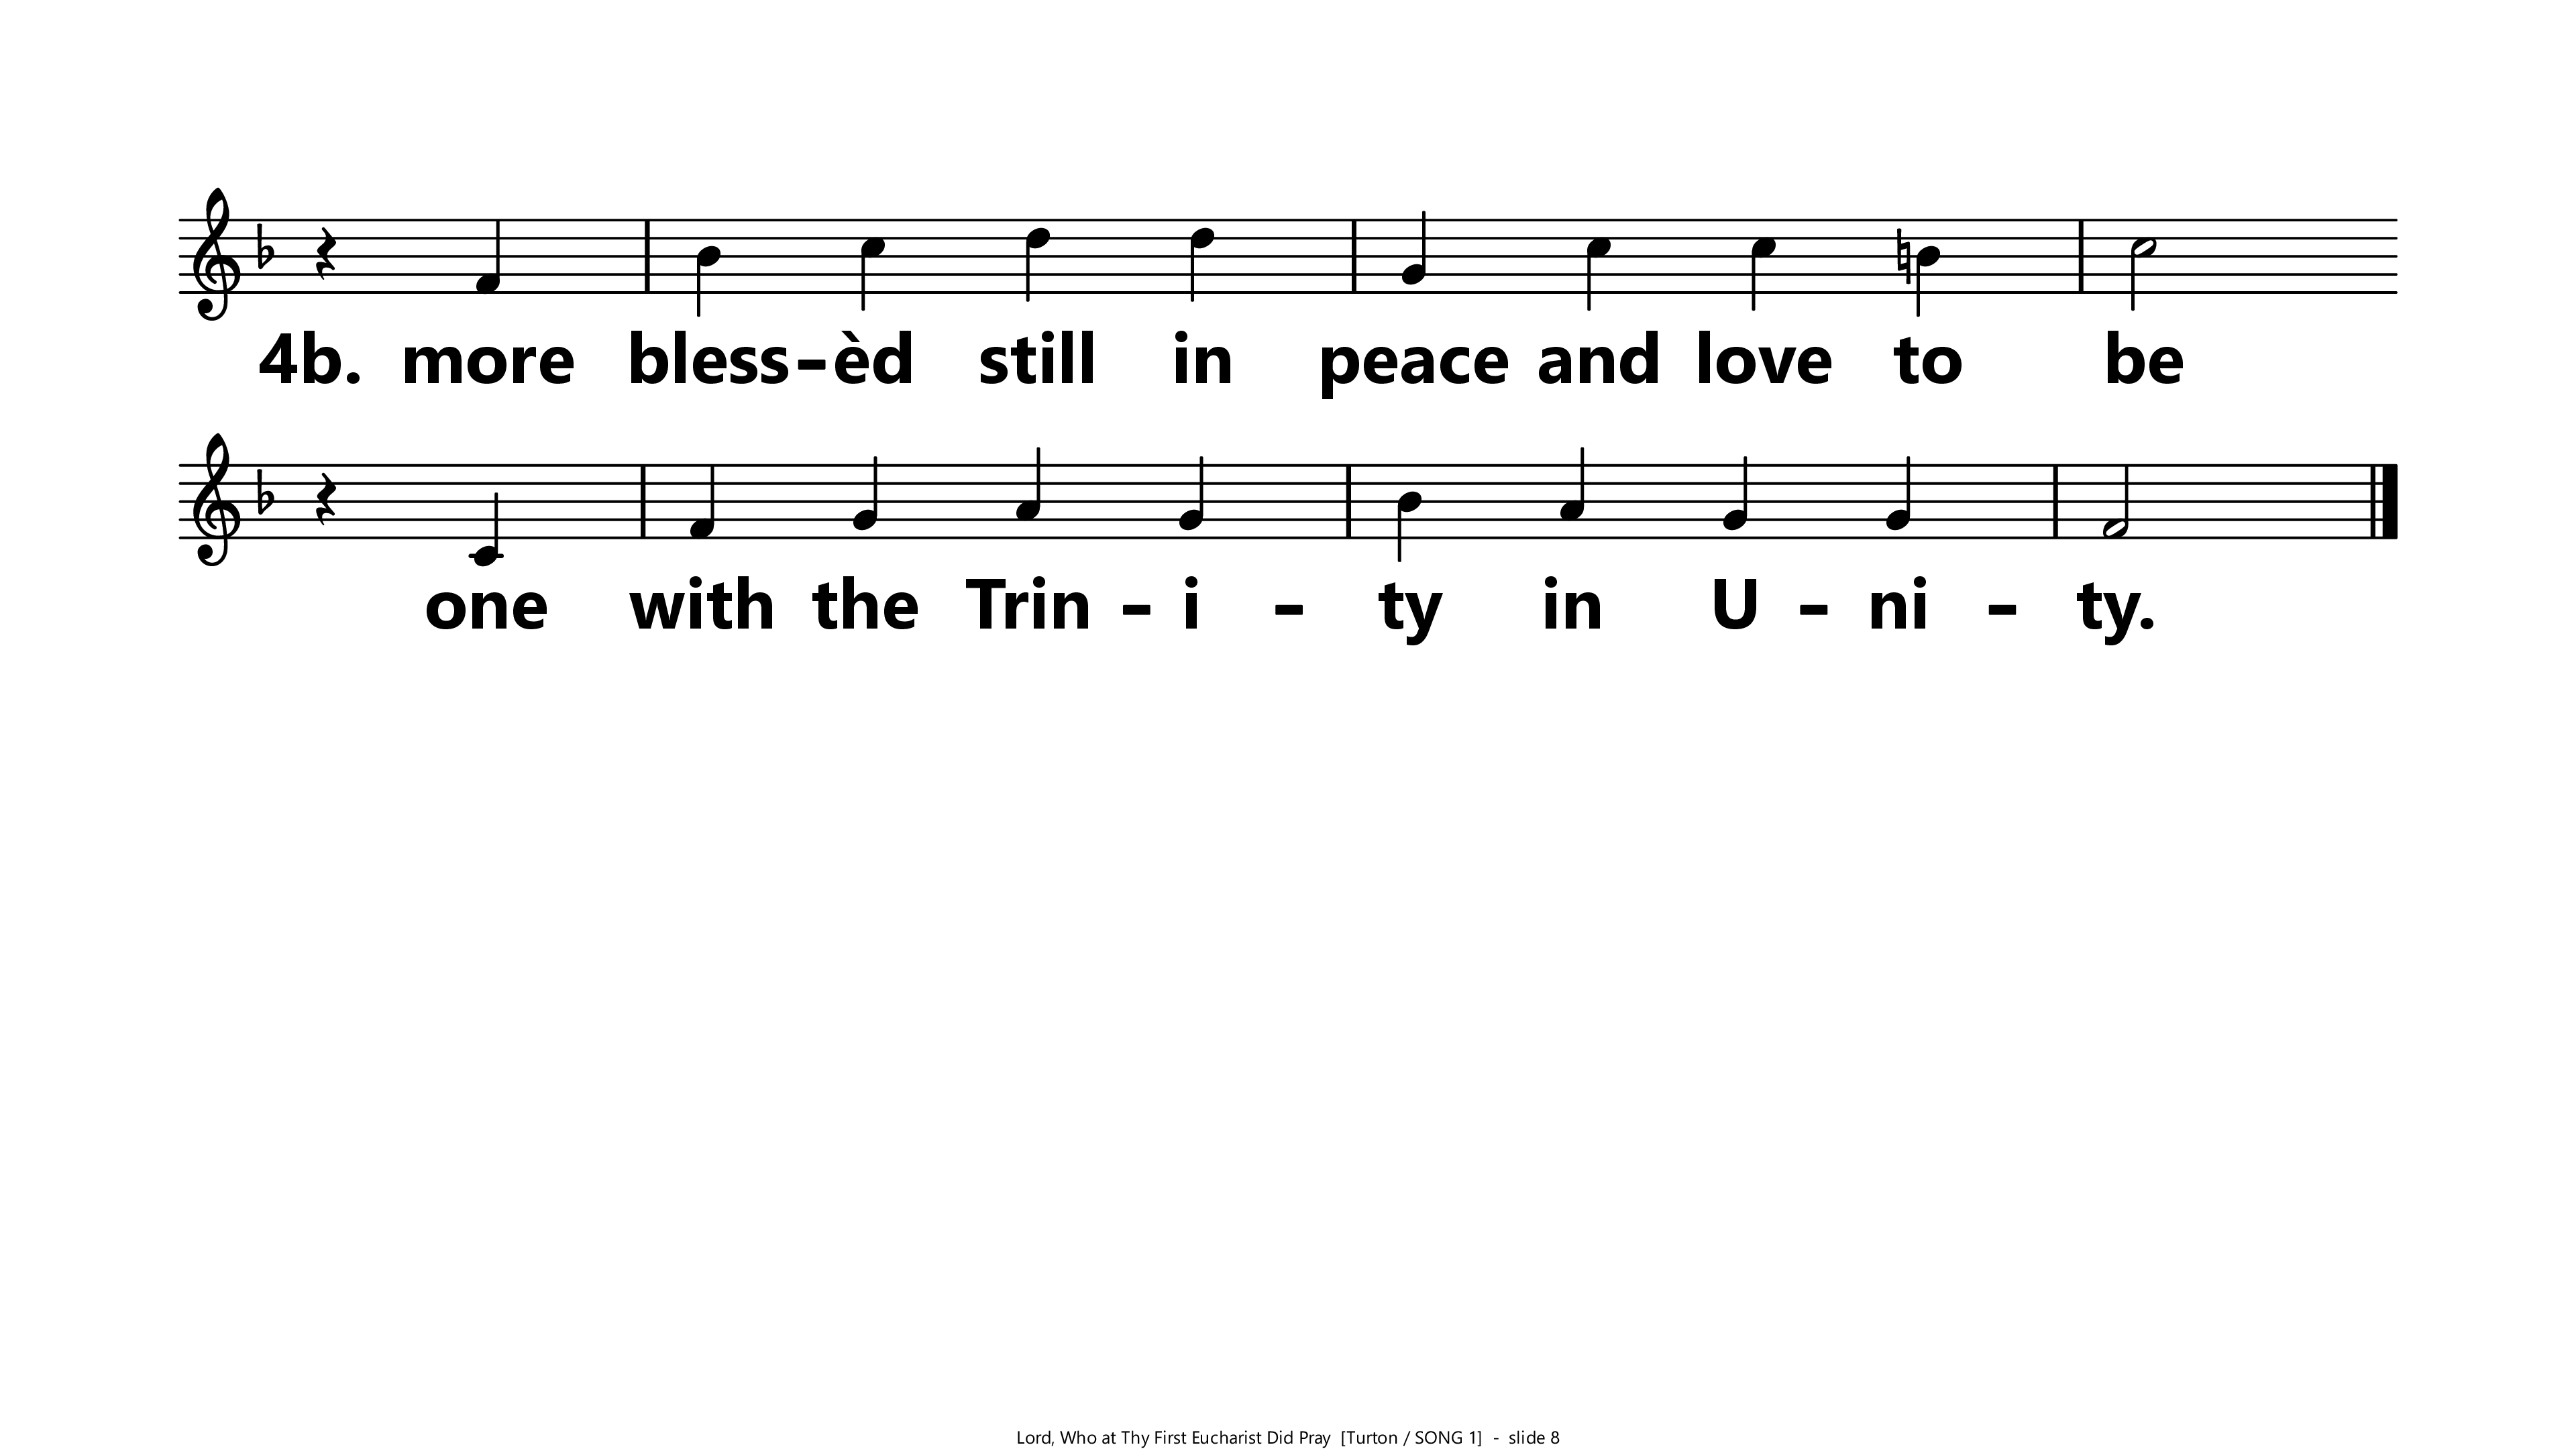 4b. more bless-èd still in peace and love to be
one with the Trin - i - ty in U - ni - ty.
Lord, Who at Thy First Eucharist Did Pray [Turton / SONG 1] - slide 8